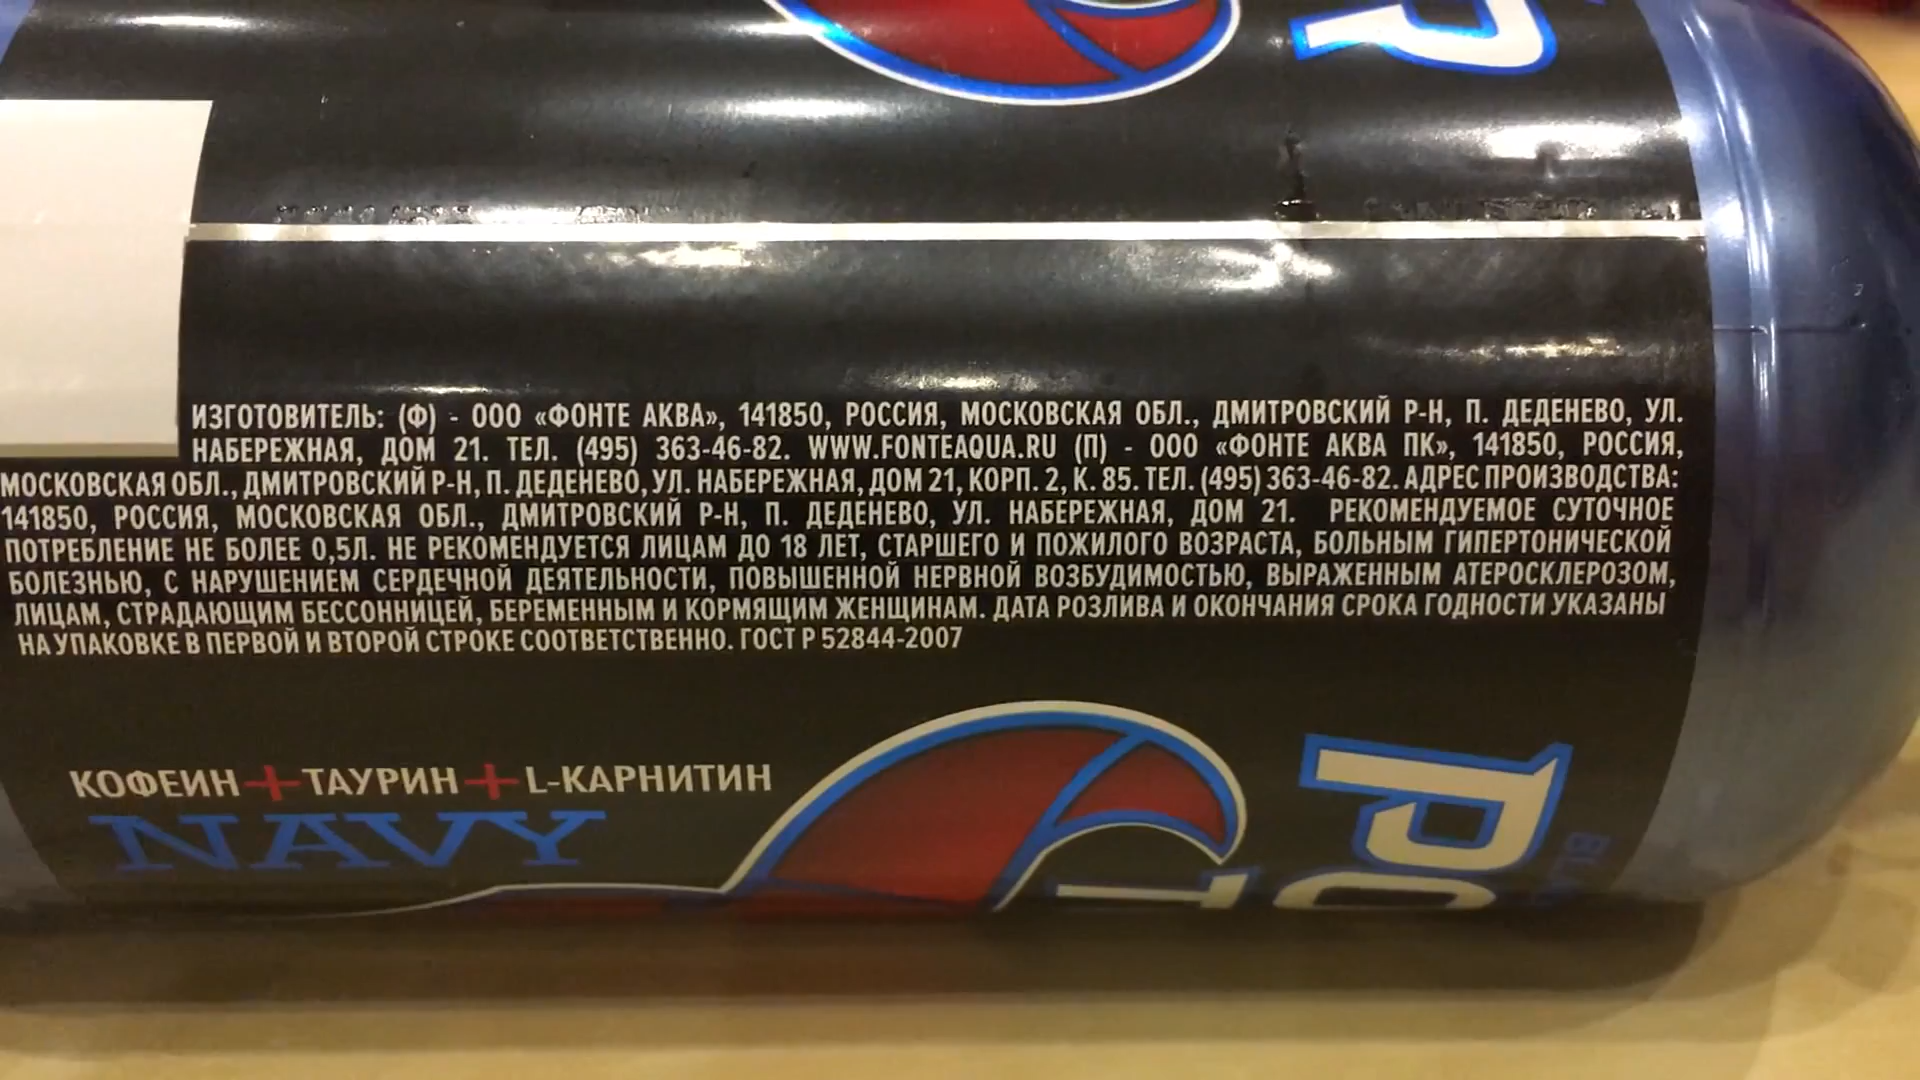 ИЗГОТОВИТЕЛЬ: (Ф) - ООО «ФОНТЕ АКВА», 141850, РОССИЯ, МОСКОВСКАЯ ОБЛ., ДМИТРОВСКИЙ Р-Н, П. ДЕДЕНЕВО, УЛ.
НАБЕРЕЖНАЯ, ДОМ 21. ТЕЛ. (495) 363-46-82. WWW.FONTEAQUA.RU (П) - ООО «ФОНТЕ АКВА ПК», 141850, РОССИЯ,
МОСКОВСКАЯ ОБЛ., ДМИТРОВСКИЙ Р-Н, П. ДЕДЕНЕВО, УЛ. НАБЕРЕЖНАЯ, ДОМ 21, КОРП. 2, К. 85. ТЕЛ. (495) 363-46-82. АДРЕС ПРОИЗВОДСТВА:
141850, РОССИЯ, МОСКОВСКАЯ ОБЛ., ДМИТРОВСКИЙ Р-Н, П. ДЕДЕНЕВО, УЛ. НАБЕРЕЖНАЯ, ДОМ 21. РЕКОМЕНДУЕМОЕ СУТОЧНОЕ
ПОТРЕБЛЕНИЕ НЕ БОЛЕЕ 0,5Л. НЕ РЕКОМЕНДУЕТСЯ ЛИЦАМ ДО 18 ЛЕТ, СТАРШЕГО И ПОЖИЛОГО ВОЗРАСТА, БОЛЬНЫМ ГИПЕРТОНИЧЕСКОЙ
БОЛЕЗНЬЮ, С НАРУШЕНИЕМ СЕРДЕЧНОЙ ДЕЯТЕЛЬНОСТИ, ПОВЫШЕННОЙ НЕРВНОЙ ВОЗБУДИМОСТЬЮ, ВЫРАЖЕННЫМ АТЕРОСКЛЕРОЗОМ,
ЛИЦАМ, СТРАДАЮЩИМ БЕССОННИЦЕЙ, БЕРЕМЕННЫМ И КОРМЯЩИМ ЖЕНЩИНАМ. ДАТА РОЗЛИВА И ОКОНЧАНИЯ СРОКА ГОДНОСТИ УКАЗАНЫ
НА УПАКОВКЕ В ПЕРВОЙ И ВТОРОЙ СТРОКЕ СООТВЕТСТВЕННО. ГОСТ Р 52844-2007
КОФЕИН+ТАУРИН+L-КАРНИТИН
NAVY